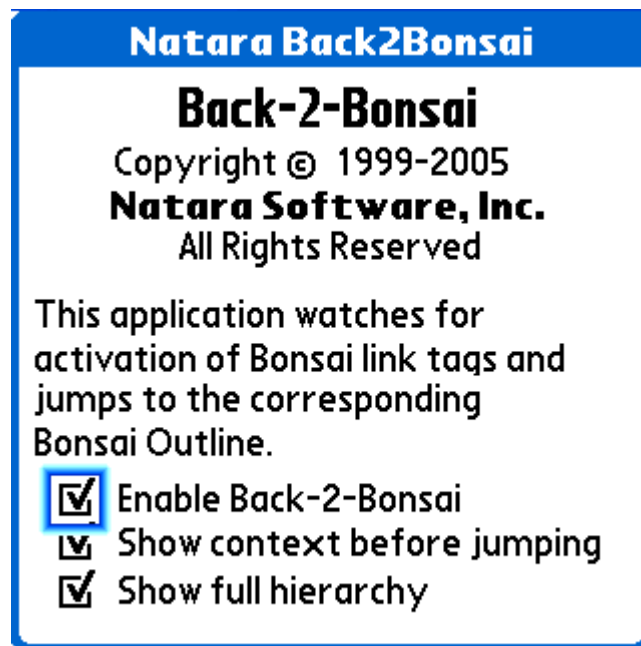 Natara Back2Bonsai
Back-2-Bonsai
Copyright © 1999-2005
Natara Software, Inc.
All Rights Reserved
This application watches for
activation of Bonsai link tags and
jumps to the corresponding
Bonsai Outline.
Enable Back-2-Bonsai
Show context before jumping
Show full hierarchy